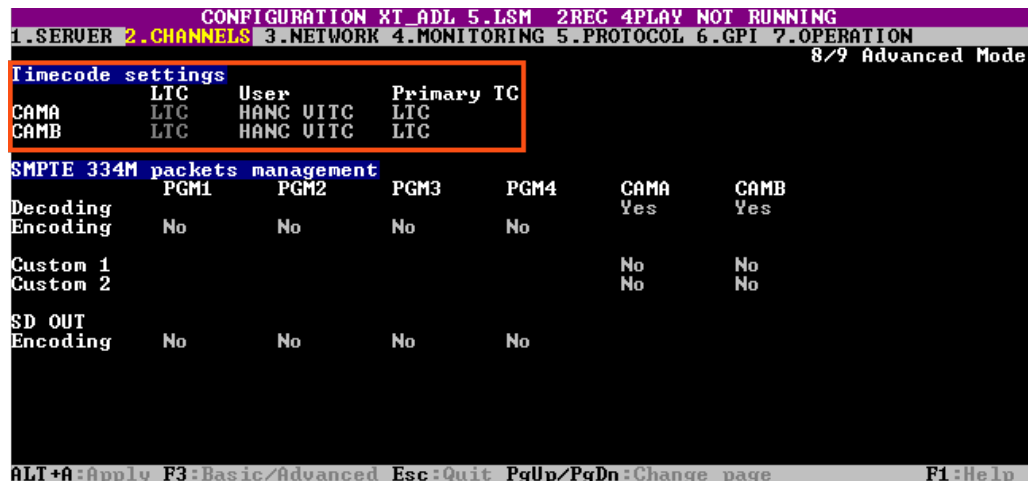 CONFIGURATION XT_ADL 5.LSM 2REC 4PLAY NOT RUNNING
1.SERVER 2.CHANNELS 3.NETWORK 4.MONITORING 5.PROTOCOL 6.GPI 7.OPERATION
8/9 Advanced Mode
Timecode settings
LTC User Primary TC
CAMA LTC HANC VITC LTC
CAMB LTC HANC VITC LTC
SMPTE 334M packets management
PGM1 PGM2 PGM3 PGM4 CAMA CAMB
Decoding Yes Yes
Encoding No No No No
Custom 1 No No
Custom 2 No No
SD OUT
Encoding No No No No
ALT+A:Apply F3:Basic/Advanced Esc:Quit PgUp/PgDn:Change page F1:Help